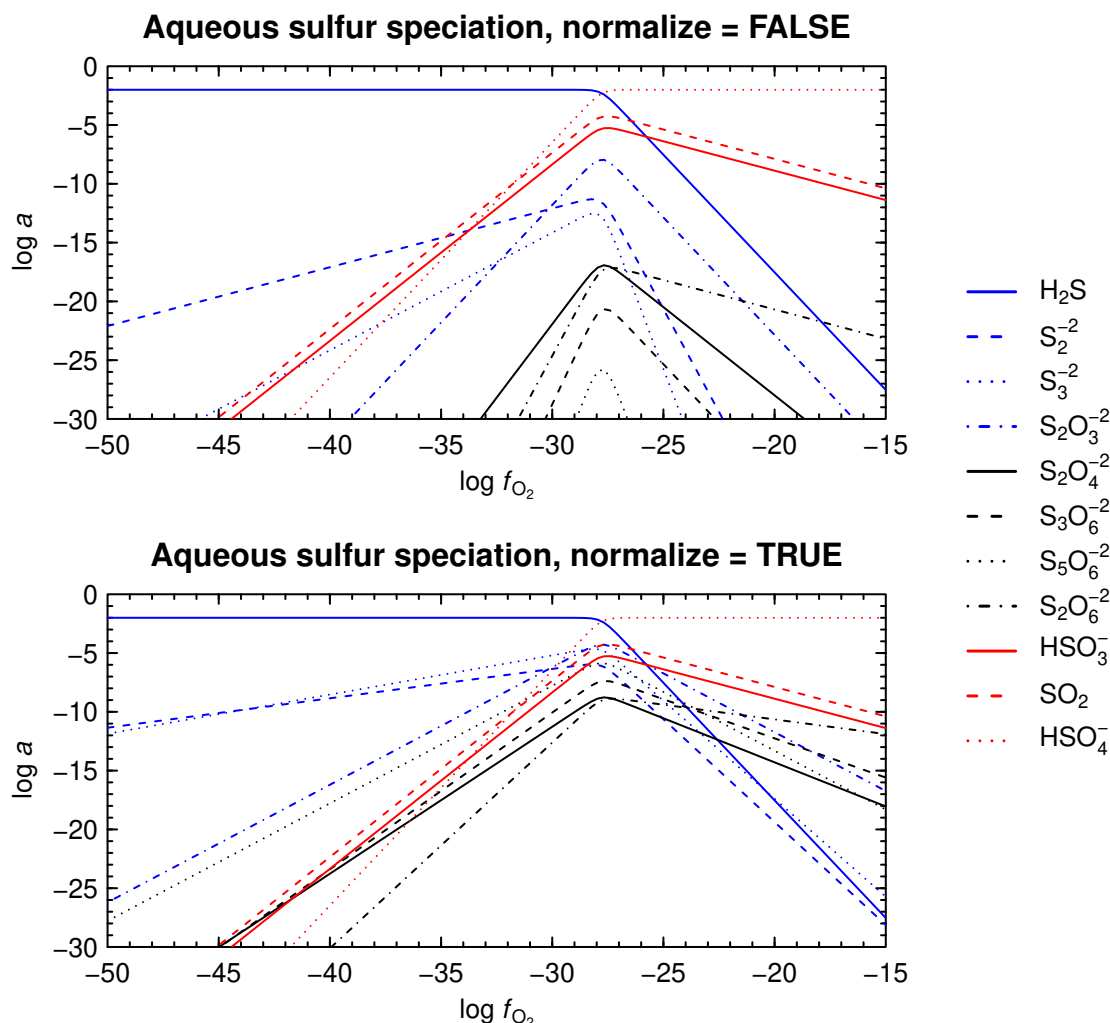 Aqueous sulfur speciation, normalize = FALSE
0
−5
−10
−15
−20
−25
−30
log a
−50 −45 −40 −35 −30 −25 −20 −15
log fO₂
H₂S
S₂⁻²
S₃⁻²
S₂O₃⁻²
S₂O₄⁻²
S₃O₆⁻²
S₅O₆⁻²
S₂O₆⁻²
HSO₃⁻
SO₂
HSO₄⁻
Aqueous sulfur speciation, normalize = TRUE
0
−5
−10
−15
−20
−25
−30
log a
−50 −45 −40 −35 −30 −25 −20 −15
log fO₂